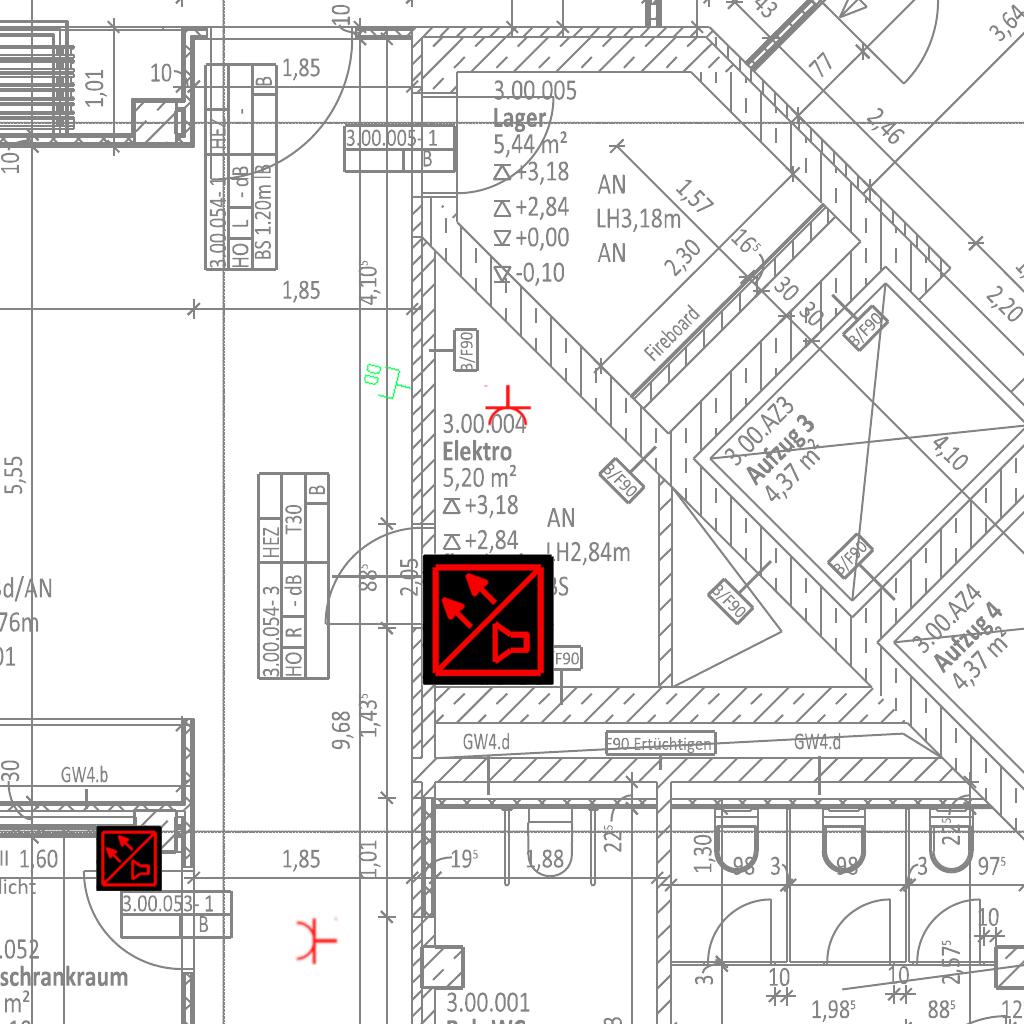 10
43
3,64
77
1,85
10
1,01
2,46
10
3.00.005
Lager
5,44 m²
+3,18
+2,84
+0,00
-0,10
AN
LH3,18m
AN
3.00.005- 1
B
3.00.054- 1 HEZ - B
HO L - dB
BS 1.20m B
1,57
2,30
16⁵
30
30
2,20
Fireboard
1,85
4,10⁵
B/F90
B/F90
3.00.004
Elektro
5,20 m²
+3,18
+2,84
AN
LH2,84m
BS
B/F90
3.00.AZ3
Aufzug 3
4,37 m²
4,10
5,55
3.00.054- 3 HEZ
HO R - dB T30
B
88⁵
2,05
B/F90
B/F90
3.00.AZ4
Aufzug 4
4,37 m²
d/AN
76m
01
F90
9,68
1,43⁵
GW4.d
F90 Ertüchtigen
GW4.d
30
GW4.b
22⁵
22⁵
1,60
licht
1,85
1,01
19⁵
1,88
1,30
98
3
98
3
97⁵
3.00.053- 1
B
.052
schrankraum
m²
10
3
10
10
2,57⁵
3.00.001
1,98⁵
88⁵
12